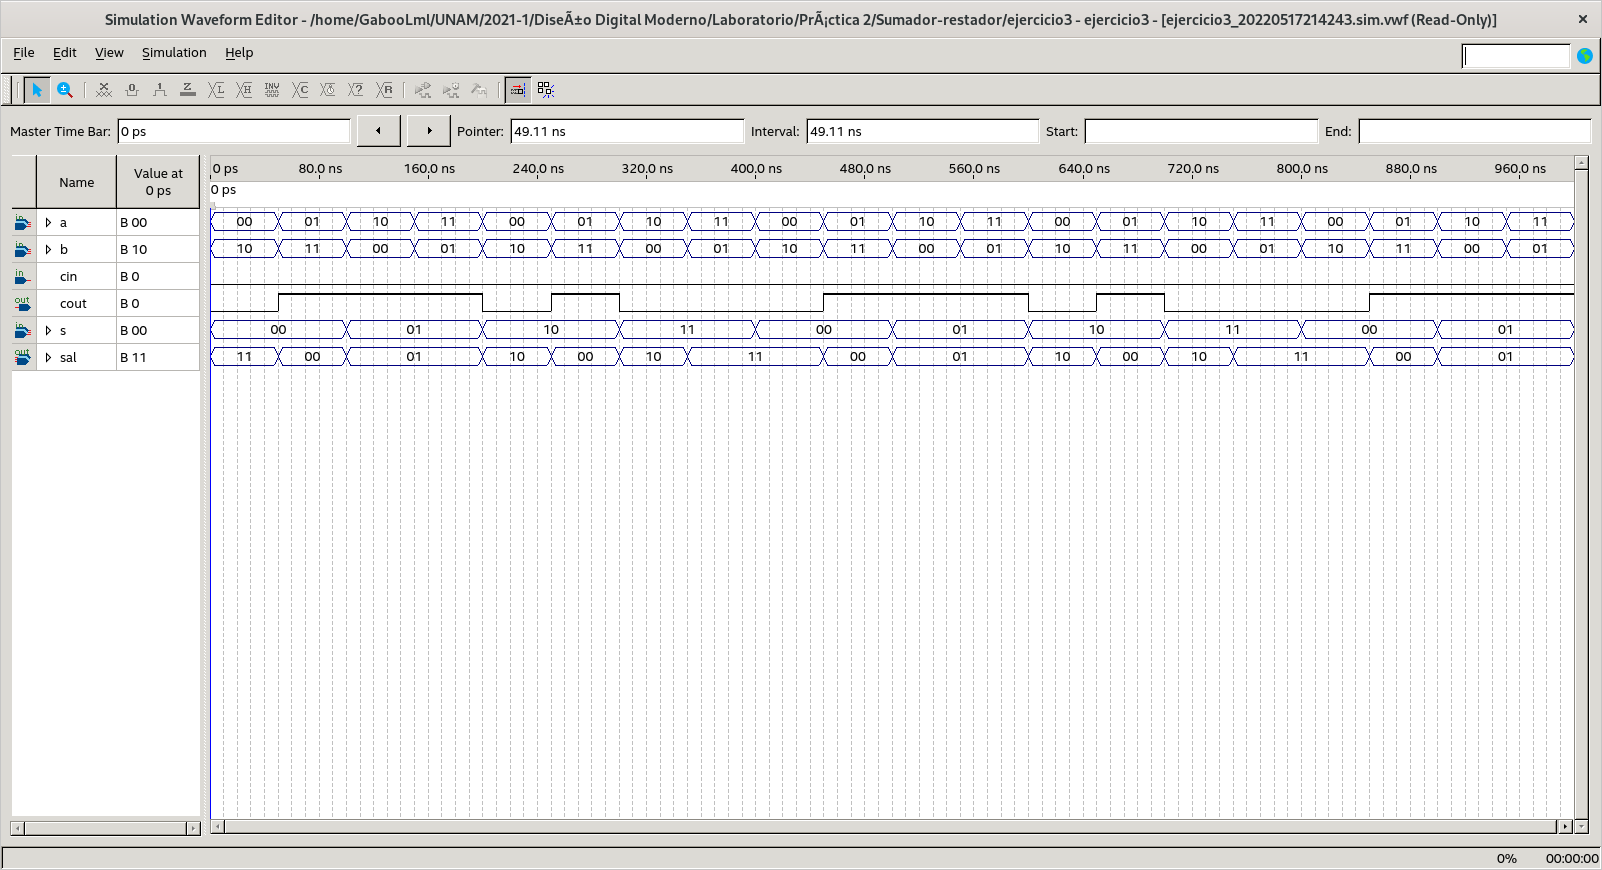 Simulation Waveform Editor - /home/GabooLml/UNAM/2021-1/DiseÃ±o Digital Moderno/Laboratorio/PrÃ¡ctica 2/Sumador-restador/ejercicio3 - ejercicio3 - [ejercicio3_20220517214243.sim.vwf (Read-Only)]
File Edit View Simulation Help
Master Time Bar: 0 ps Pointer: 49.11 ns Interval: 49.11 ns Start: End:
Name Value at 0 ps
0 ps 80.0 ns 160.0 ns 240.0 ns 320.0 ns 400.0 ns 480.0 ns 560.0 ns 640.0 ns 720.0 ns 800.0 ns 880.0 ns 960.0 ns
0 ps
in a B 00 00 01 10 11 00 01 10 11 00 01 10 11 00 01 10 11 00 01 10 11
in b B 10 10 11 00 01 10 11 00 01 10 11 00 01 10 11 00 01 10 11 00 01
in cin B 0
out cout B 0
in s B 00 00 01 10 11 00 01 10 11 00 01
out sal B 11 11 00 01 10 00 10 11 00 01 10 00 10 11 00 01
0% 00:00:00